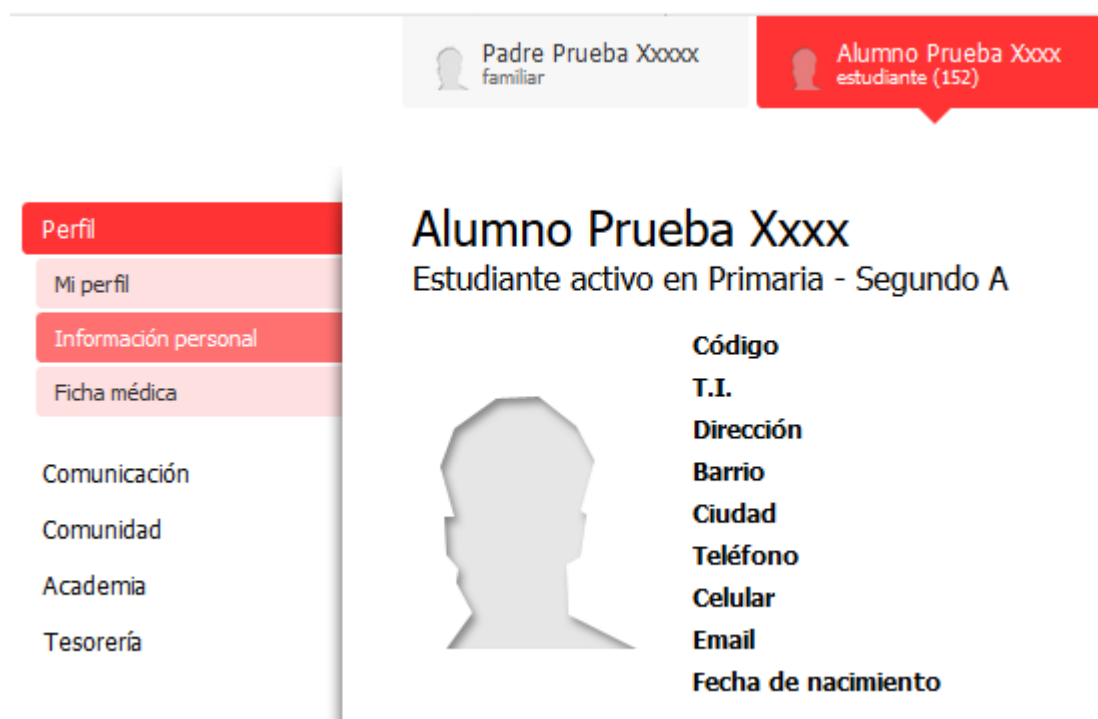 Padre Prueba Xxxxx
familiar
Alumno Prueba Xxxx
estudiante (152)
Perfil
Mi perfil
Información personal
Ficha médica
Comunicación
Comunidad
Academia
Tesorería
Alumno Prueba Xxxx
Estudiante activo en Primaria - Segundo A
Código
T.I.
Dirección
Barrio
Ciudad
Teléfono
Celular
Email
Fecha de nacimiento